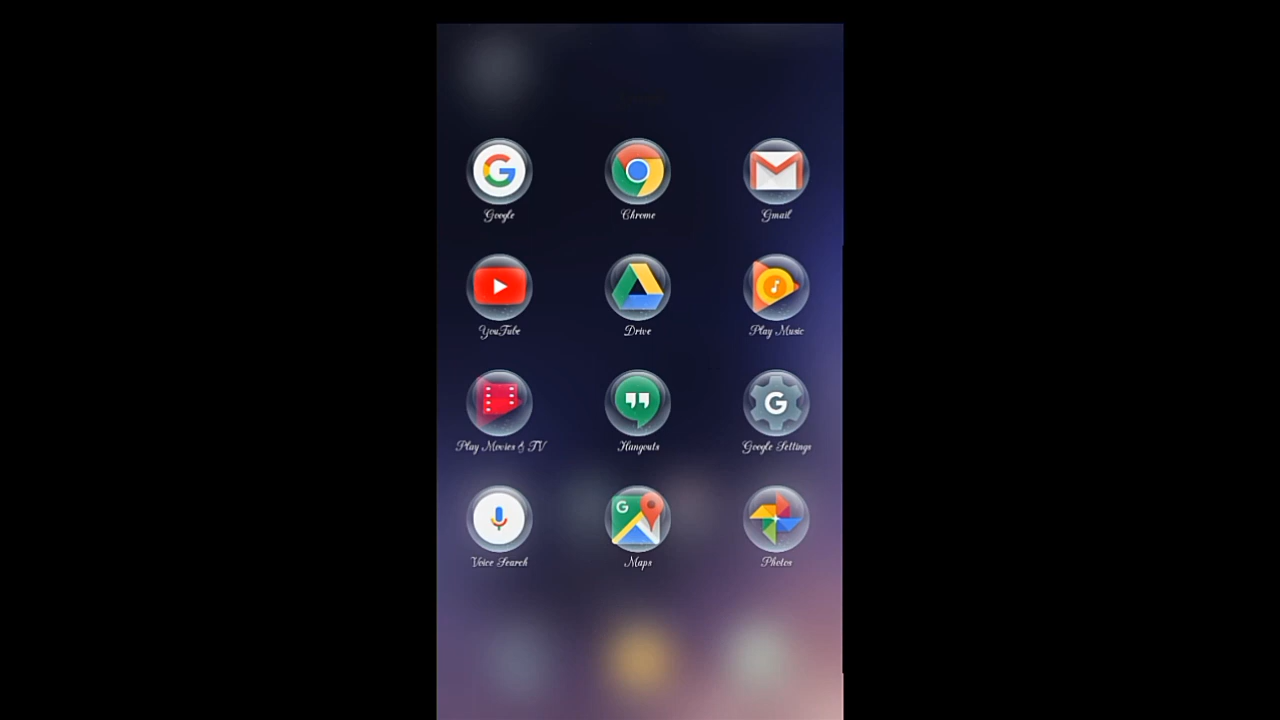 Google
Chrome
Gmail
YouTube
Drive
Play Music
Play Movies & TV
Hangouts
Google Settings
Voice Search
Maps
Photos